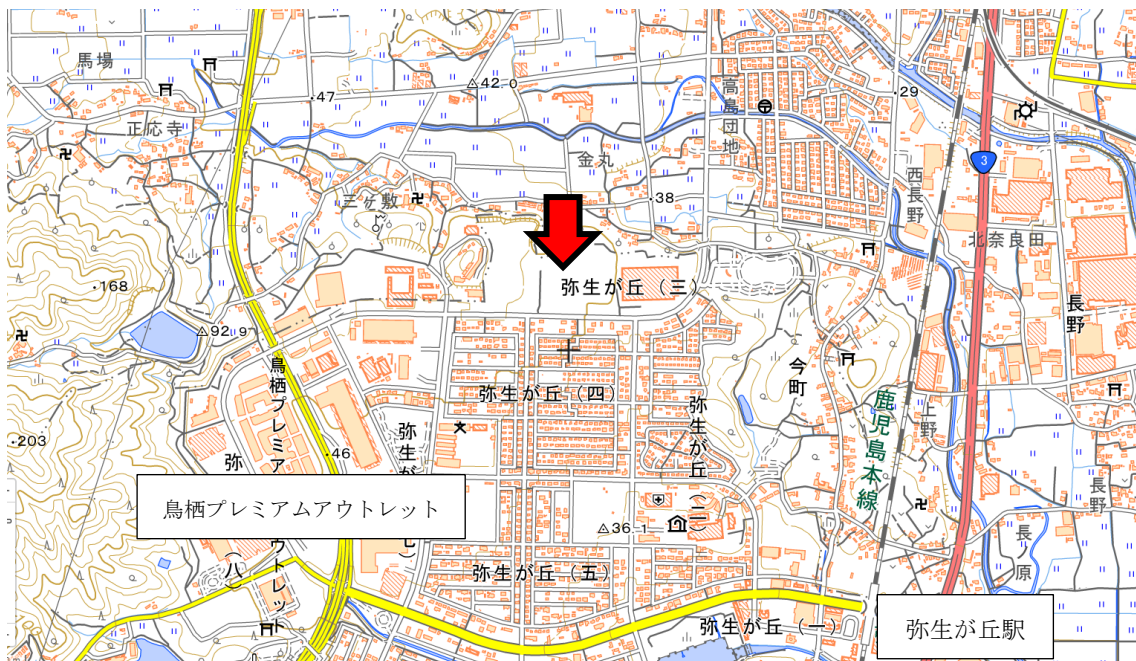 馬場
47
42.0
高島団地
29
正応寺
金丸
3
三ヶ敷
38
西長野
北奈良田
168
弥生が丘（三）
長野
92.9
鳥栖プレミア
今町
203
弥生が丘（四）
弥生が丘（二）
鹿児島本線
上野
46
弥生が
弥
鳥栖プレミアムアウトレット
長野
36.1
長ノ原
七）
（八）
ウトレット
弥生が丘（五）
弥生が丘（一）
弥生が丘駅